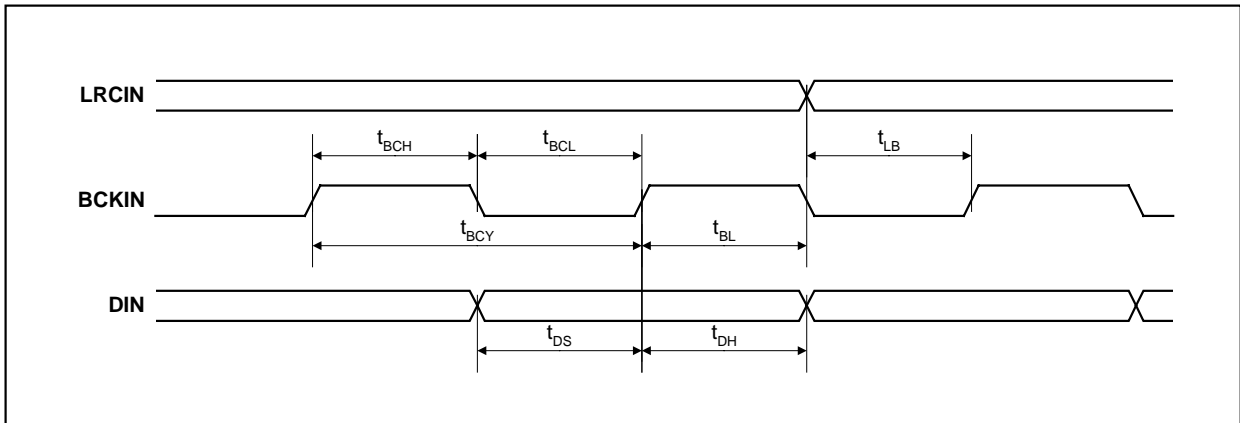 LRCIN
t_BCH t_BCL t_LB
BCKIN
t_BCY t_BL
DIN
t_DS t_DH